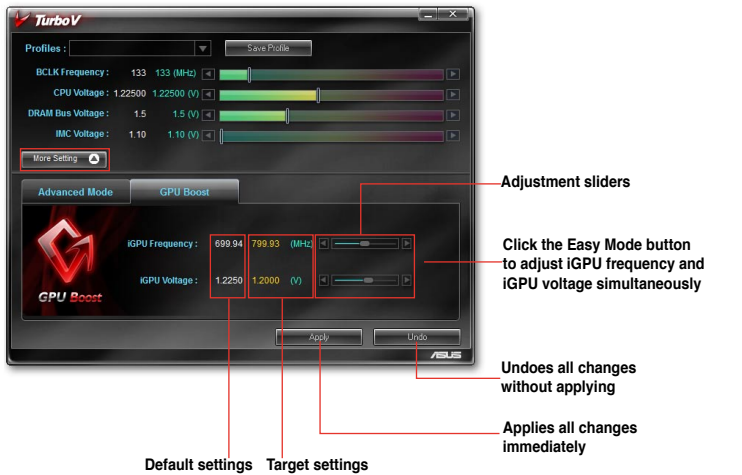 TurboV
Profiles :
Save Profile
BCLK Frequency : 133 133 (MHz)
CPU Voltage : 1.22500 1.22500 (V)
DRAM Bus Voltage : 1.5 1.5 (V)
IMC Voltage : 1.10 1.10 (V)
More Setting
Advanced Mode GPU Boost
iGPU Frequency : 699.94 799.93 (MHz)
iGPU Voltage : 1.2250 1.2000 (V)
GPU Boost
Apply Undo
ASUS
Adjustment sliders
Click the Easy Mode button
to adjust iGPU frequency and
iGPU voltage simultaneously
Undoes all changes
without applying
Applies all changes
immediately
Default settings Target settings